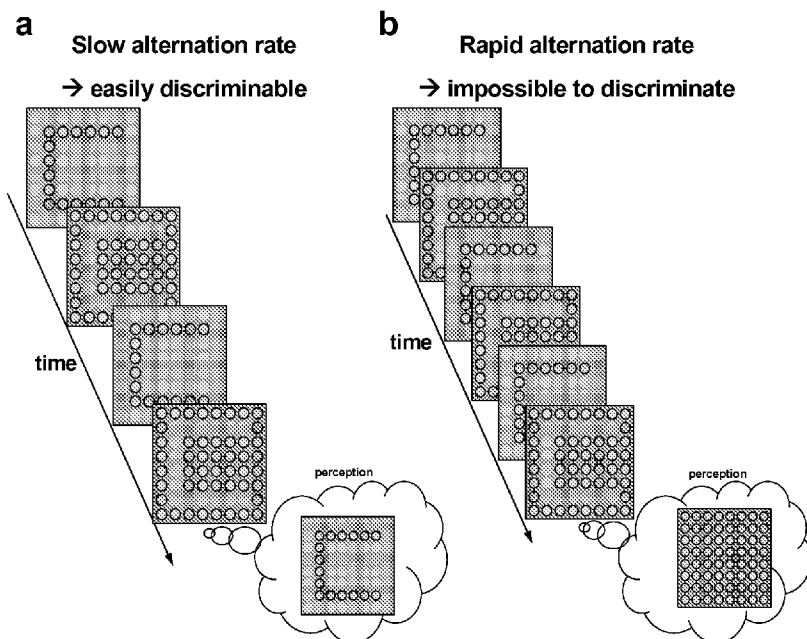 a
Slow alternation rate
→ easily discriminable
time
perception
b
Rapid alternation rate
→ impossible to discriminate
time
perception